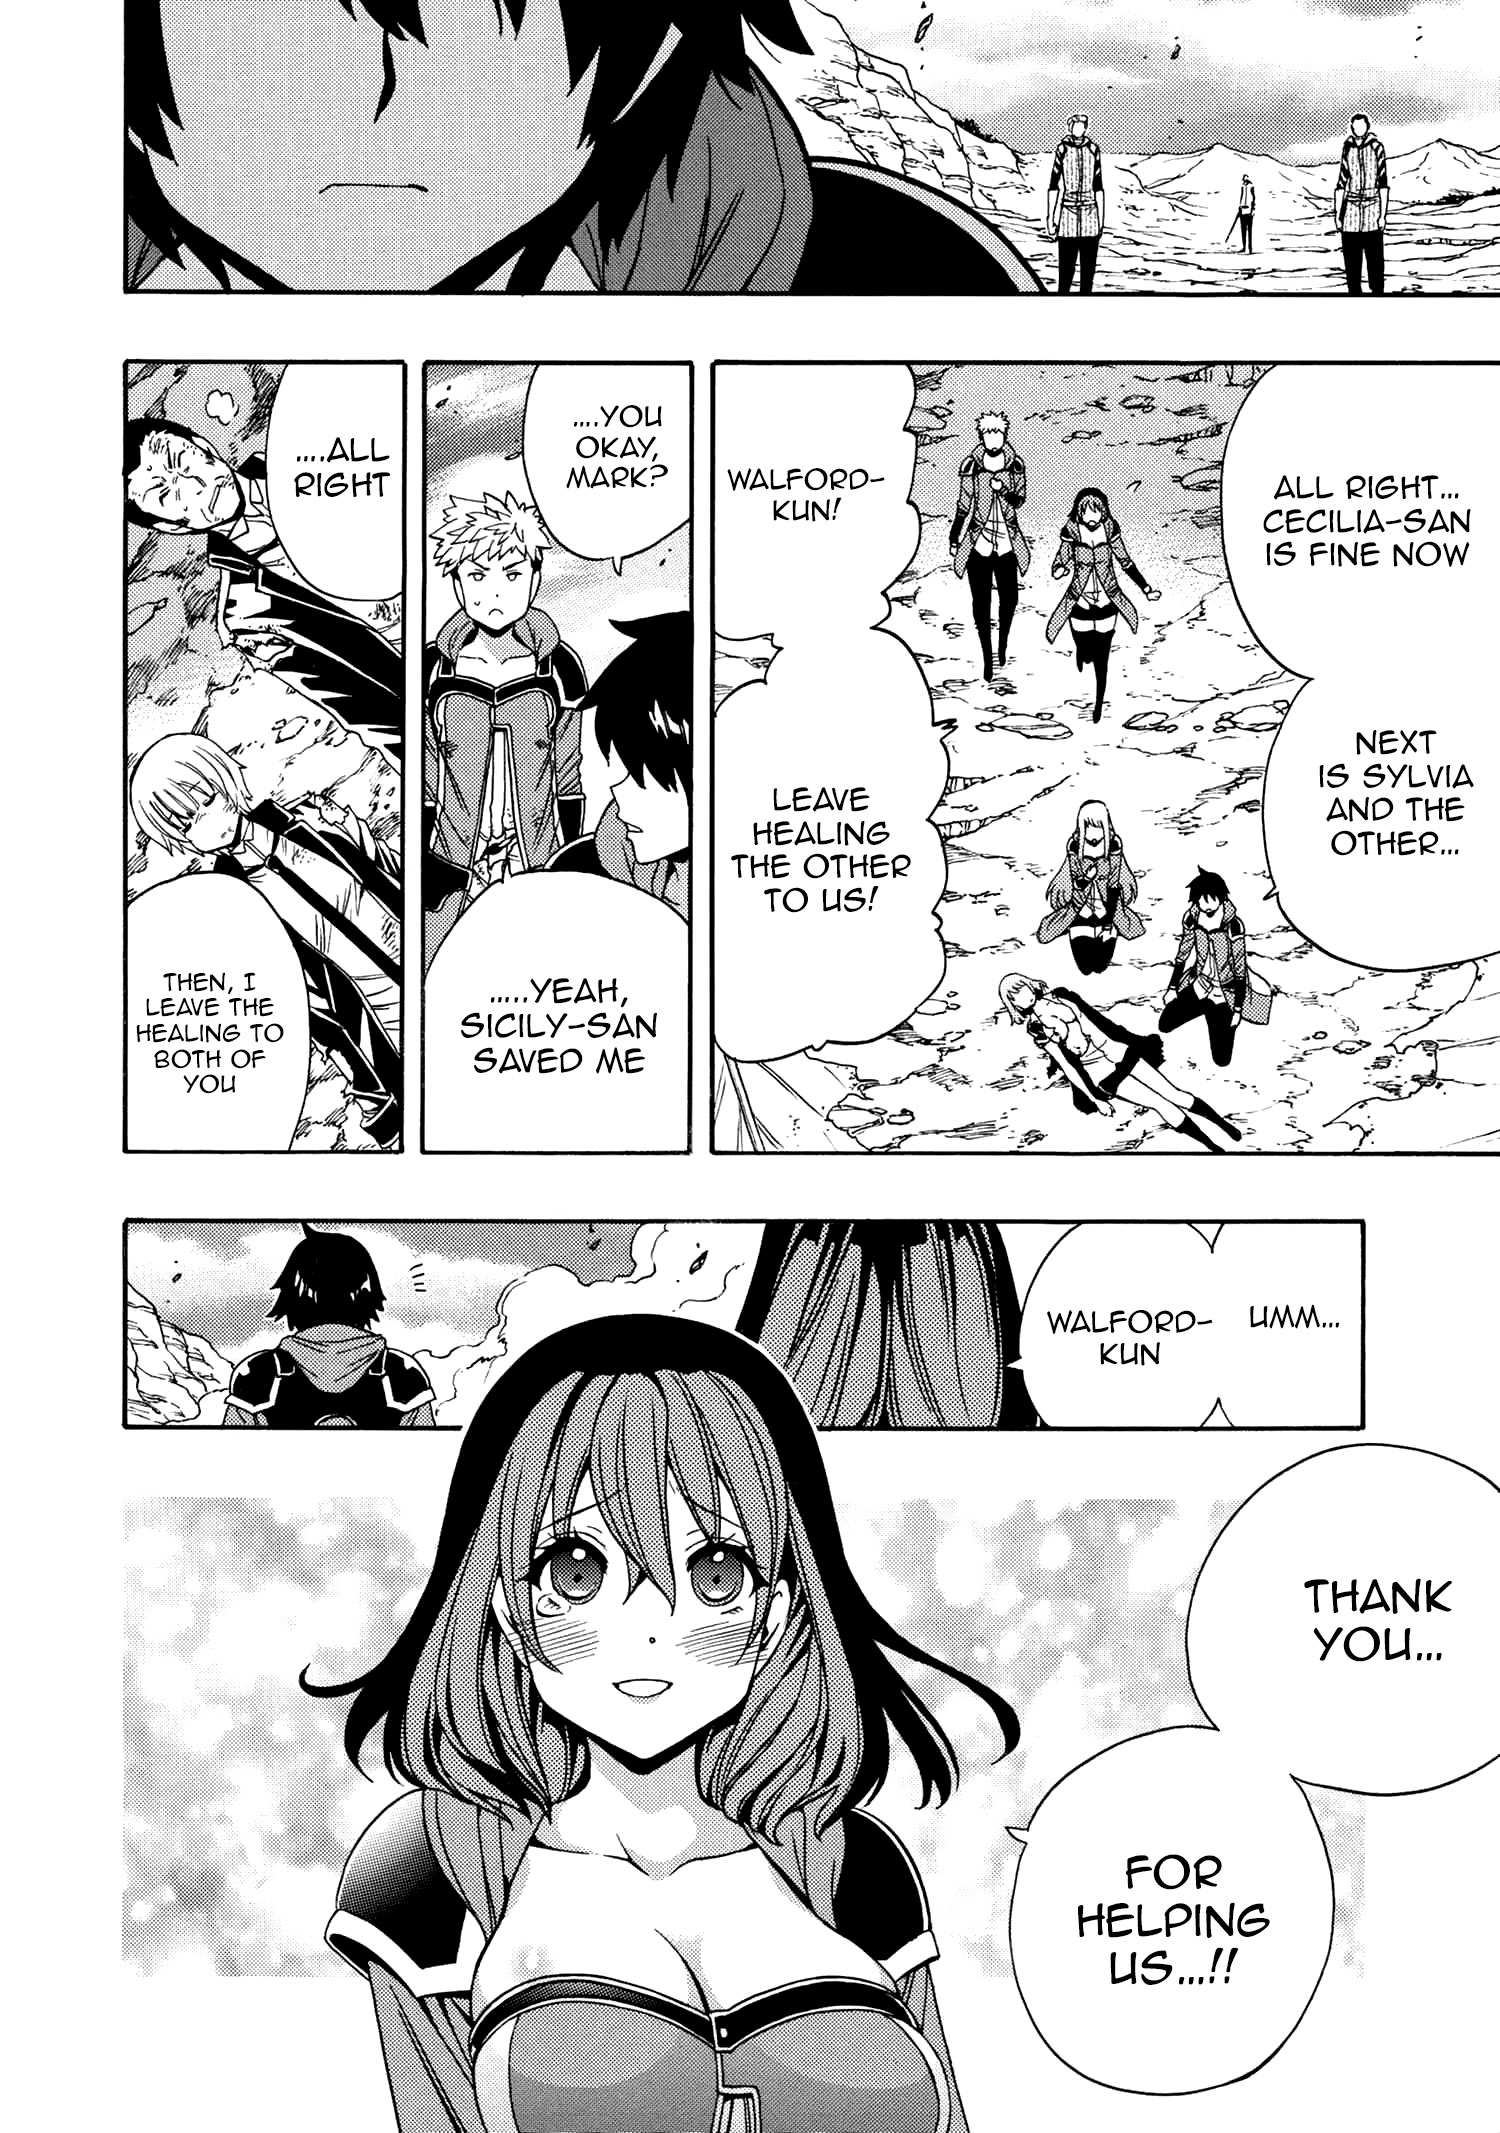 ALL RIGHT...
CECILIA-SAN
IS FINE NOW
NEXT
IS SYLVIA
AND THE
OTHER...
WALFORD-
KUN!
LEAVE
HEALING
THE OTHER
TO US!
....YOU
OKAY,
MARK?
.....YEAH,
SICILY-SAN
SAVED ME
....ALL
RIGHT
THEN, I
LEAVE THE
HEALING TO
BOTH OF
YOU
UMM...
WALFORD-
KUN
THANK
YOU...
FOR
HELPING
US...!!